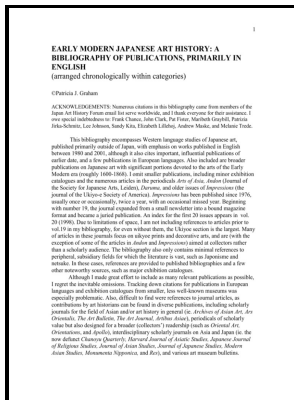 1
EARLY MODERN JAPANESE ART HISTORY: A
BIBLIOGRAPHY OF PUBLICATIONS, PRIMARILY IN
ENGLISH
(arranged chronologically within categories)
©Patricia J. Graham
ACKNOWLEDGEMENTS: Numerous citations in this bibliography came from members of the
Japan Art History Forum email list serve worldwide, and I thank everyone for their assistance. I
owe special indebtedness to: Frank Chance, John Clark, Pat Fister, Maribeth Graybill, Patrizia
Jirka-Schmitz, Lee Johnson, Sandy Kita, Elizabeth Lillehoj, Andrew Maske, and Melanie Trede.
This bibliography encompasses Western language studies of Japanese art,
published primarily outside of Japan, with emphasis on works published in English
between 1980 and 2001, although it also cites important, influential publications of
earlier date, and a few publications in European languages. Also included are broader
publications on Japanese art with significant portions devoted to the arts of the Early
Modern era (roughly 1600-1868). I omit smaller publications, including minor exhibition
catalogues and the numerous articles in the periodicals Arts of Asia, Andon (Journal of
the Society for Japanese Arts, Leiden), Daruma, and older issues of Impressions (the
journal of the Ukiyo-e Society of America). Impressions has been published since 1976,
usually once or occasionally, twice a year, with an occasional missed year. Beginning
with number 19, the journal expanded from a small newsletter into a bound magazine
format and became a juried publication. An index for the first 20 issues appears in vol.
20 (1998). Due to limitations of space, I am not including references to articles prior to
vol.19 in my bibliography, for even without them, the Ukiyoe section is the largest. Many
of articles in these journals focus on ukiyoe prints and decorative arts, and are (with the
exception of some of the articles in Andon and Impressions) aimed at collectors rather
than a scholarly audience. The bibliography also only contains minimal references to
peripheral, subsidiary fields for which the literature is vast, such as Japonisme and
netsuke. In these cases, references are provided to published bibliographies and a few
other noteworthy sources, such as major exhibition catalogues.
Although I made great effort to include as many relevant publications as possible,
I regret the inevitable omissions. Tracking down citations for publications in European
languages and exhibition catalogues from smaller, less well-known museums was
especially problematic. Also, difficult to find were references to journal articles, as
contributions by art historians can be found in diverse publications, including scholarly
journals for the field of Asian and/or art history in general (ie. Archives of Asian Art, Ars
Orientalis, The Art Bulletin, The Art Journal, Artibus Asiae), periodicals of scholarly
value but also designed for a broader (collectors') readership (such as Oriental Art,
Orientations, and Apollo), interdisciplinary scholarly journals on Asia and Japan (ie. the
now defunct Chanoyu Quarterly, Harvard Journal of Asiatic Studies, Japanese Journal
of Religious Studies, Journal of Asian Studies, Journal of Japanese Studies, Modern
Asian Studies, Monumenta Nipponica, and Res), and various art museum bulletins.